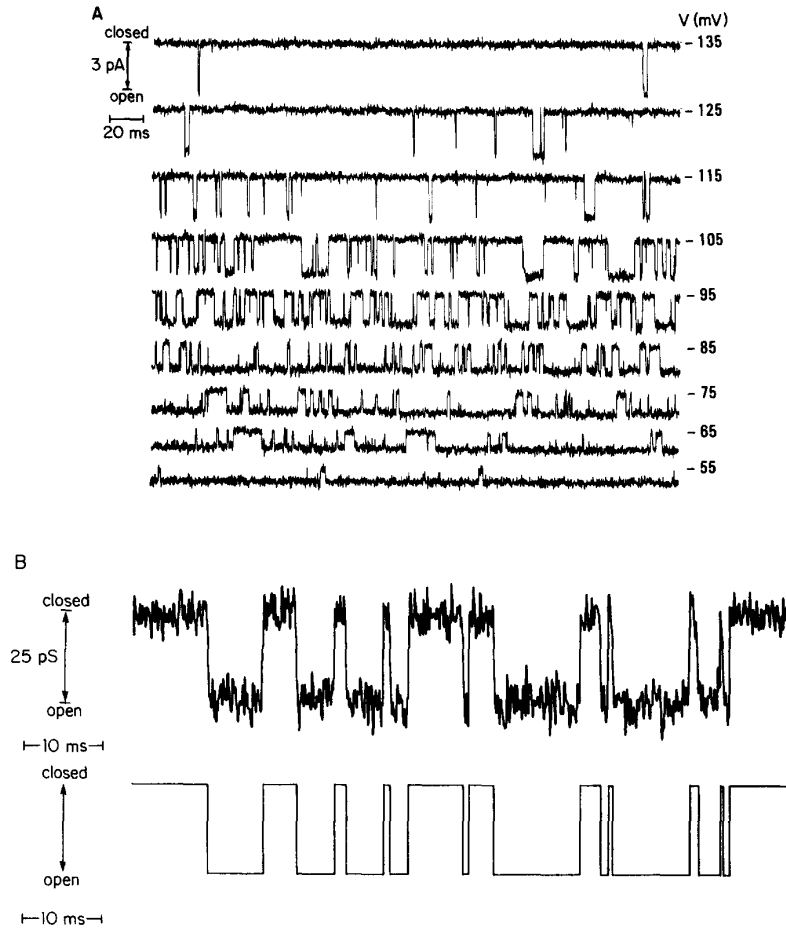 A
V (mV)
closed
3 pA
open
20 ms
- 135
- 125
- 115
- 105
- 95
- 85
- 75
- 65
- 55
B
closed
25 pS
open
10 ms
closed
open
10 ms